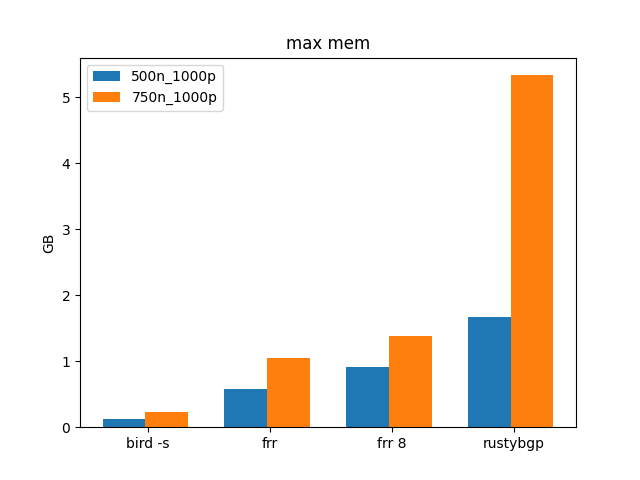 max mem
500n_1000p
750n_1000p
GB
5
4
3
2
1
0
bird -s
frr
frr 8
rustybgp